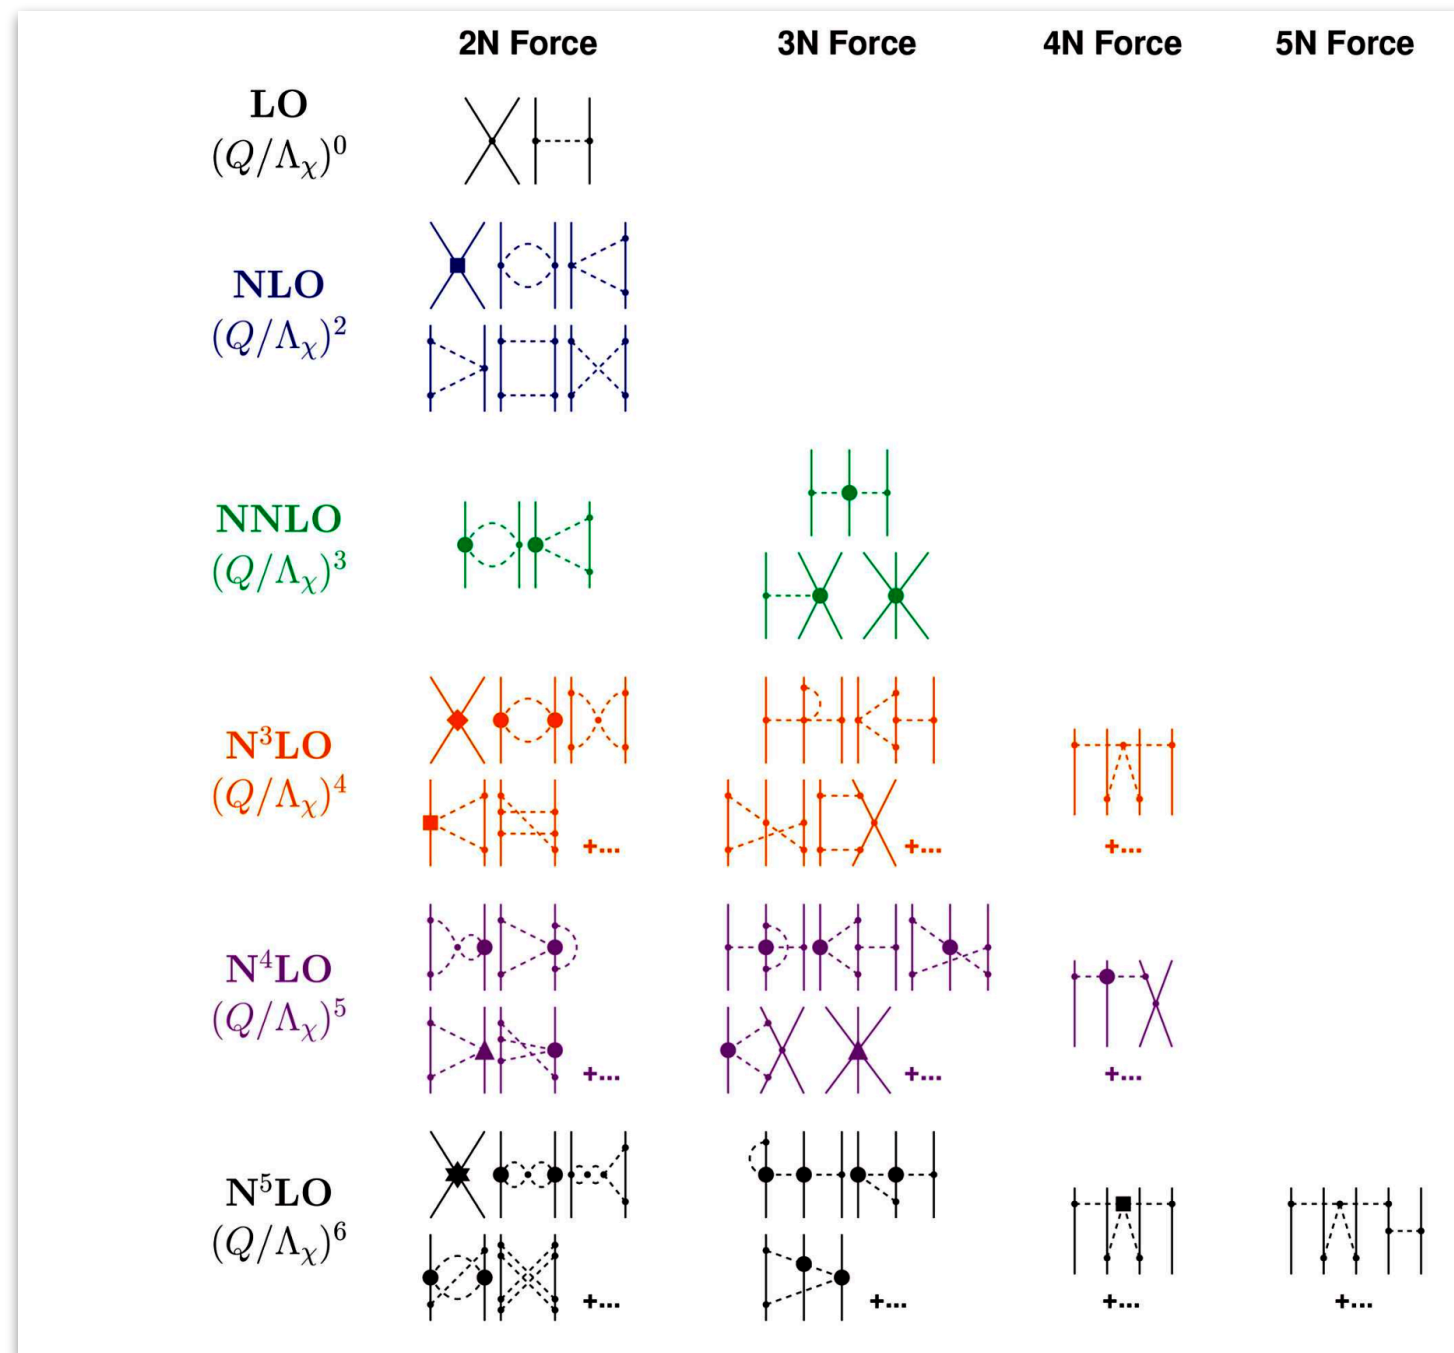 2N Force 3N Force 4N Force 5N Force
LO
(Q/Λχ)⁰
NLO
(Q/Λχ)²
NNLO
(Q/Λχ)³
N³LO
(Q/Λχ)⁴
+... +... +...
N⁴LO
(Q/Λχ)⁵
+... +... +...
N⁵LO
(Q/Λχ)⁶
+... +... +... +...